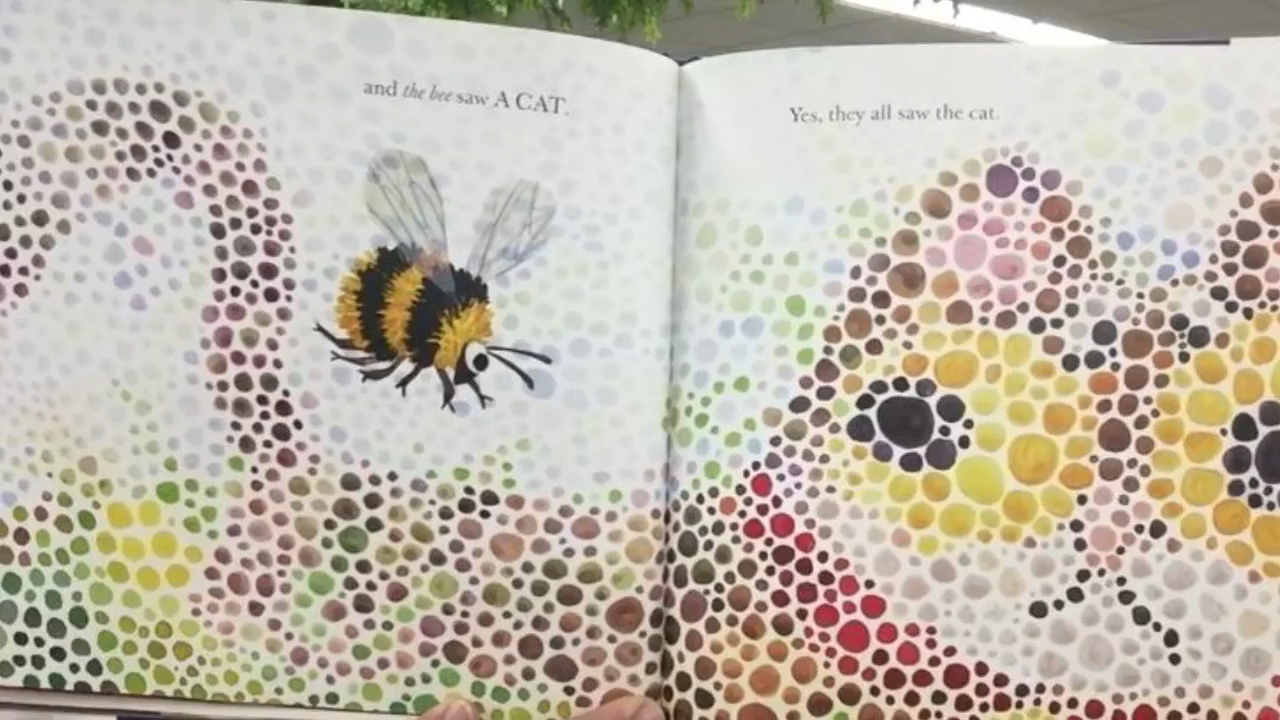 and the bee saw A CAT.
Yes, they all saw the cat.